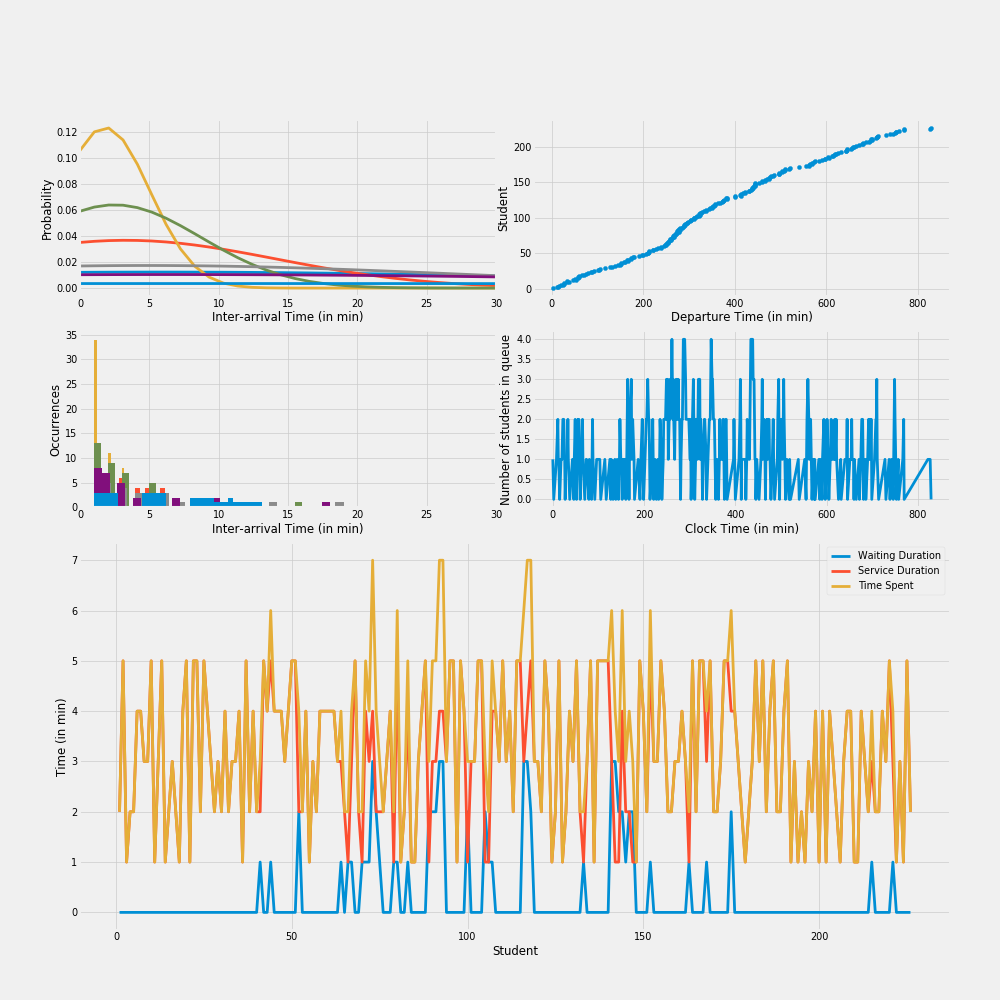 0.12
0.10
0.08
0.06
0.04
0.02
0.00
Probability
0 5 10 15 20 25 30
Inter-arrival Time (in min)
200
150
100
50
0
Student
0 200 400 600 800
Departure Time (in min)
35
30
25
20
15
10
5
0
Occurrences
0 5 10 15 20 25 30
Inter-arrival Time (in min)
4.0
3.5
3.0
2.5
2.0
1.5
1.0
0.5
0.0
Number of students in queue
0 200 400 600 800
Clock Time (in min)
Waiting Duration
Service Duration
Time Spent
7
6
5
4
3
2
1
0
Time (in min)
0 50 100 150 200
Student